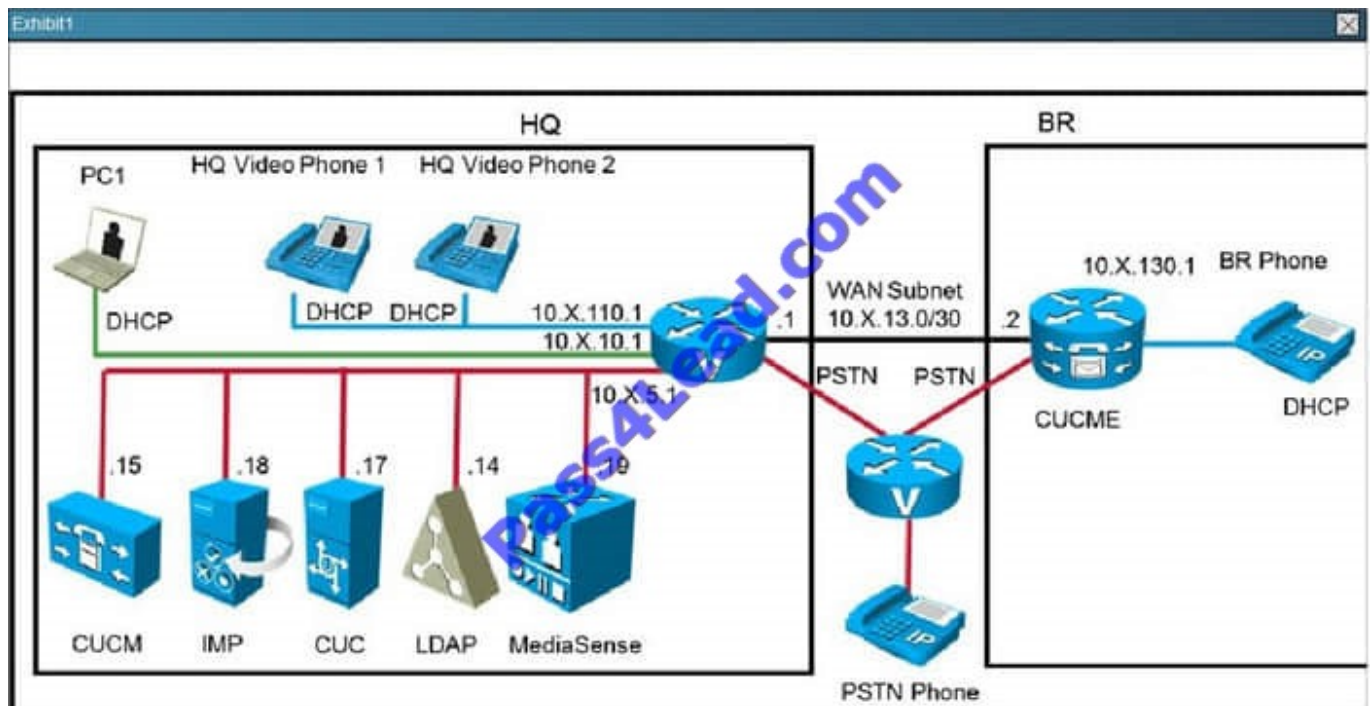 Exhibit1
HQ
BR
PC1
HQ Video Phone 1
HQ Video Phone 2
DHCP
DHCP
DHCP
10.X.110.1
10.X.10.1
10.X.5.1
.1
WAN Subnet
10.X.13.0/30
.2
10.X.130.1
BR Phone
V
PSTN
PSTN
CUCME
IP
DHCP
.15
.18
.17
.14
.19
V
CUCM
IMP
CUC
LDAP
MediaSense
IP
PSTN Phone
Pass4Lead.com